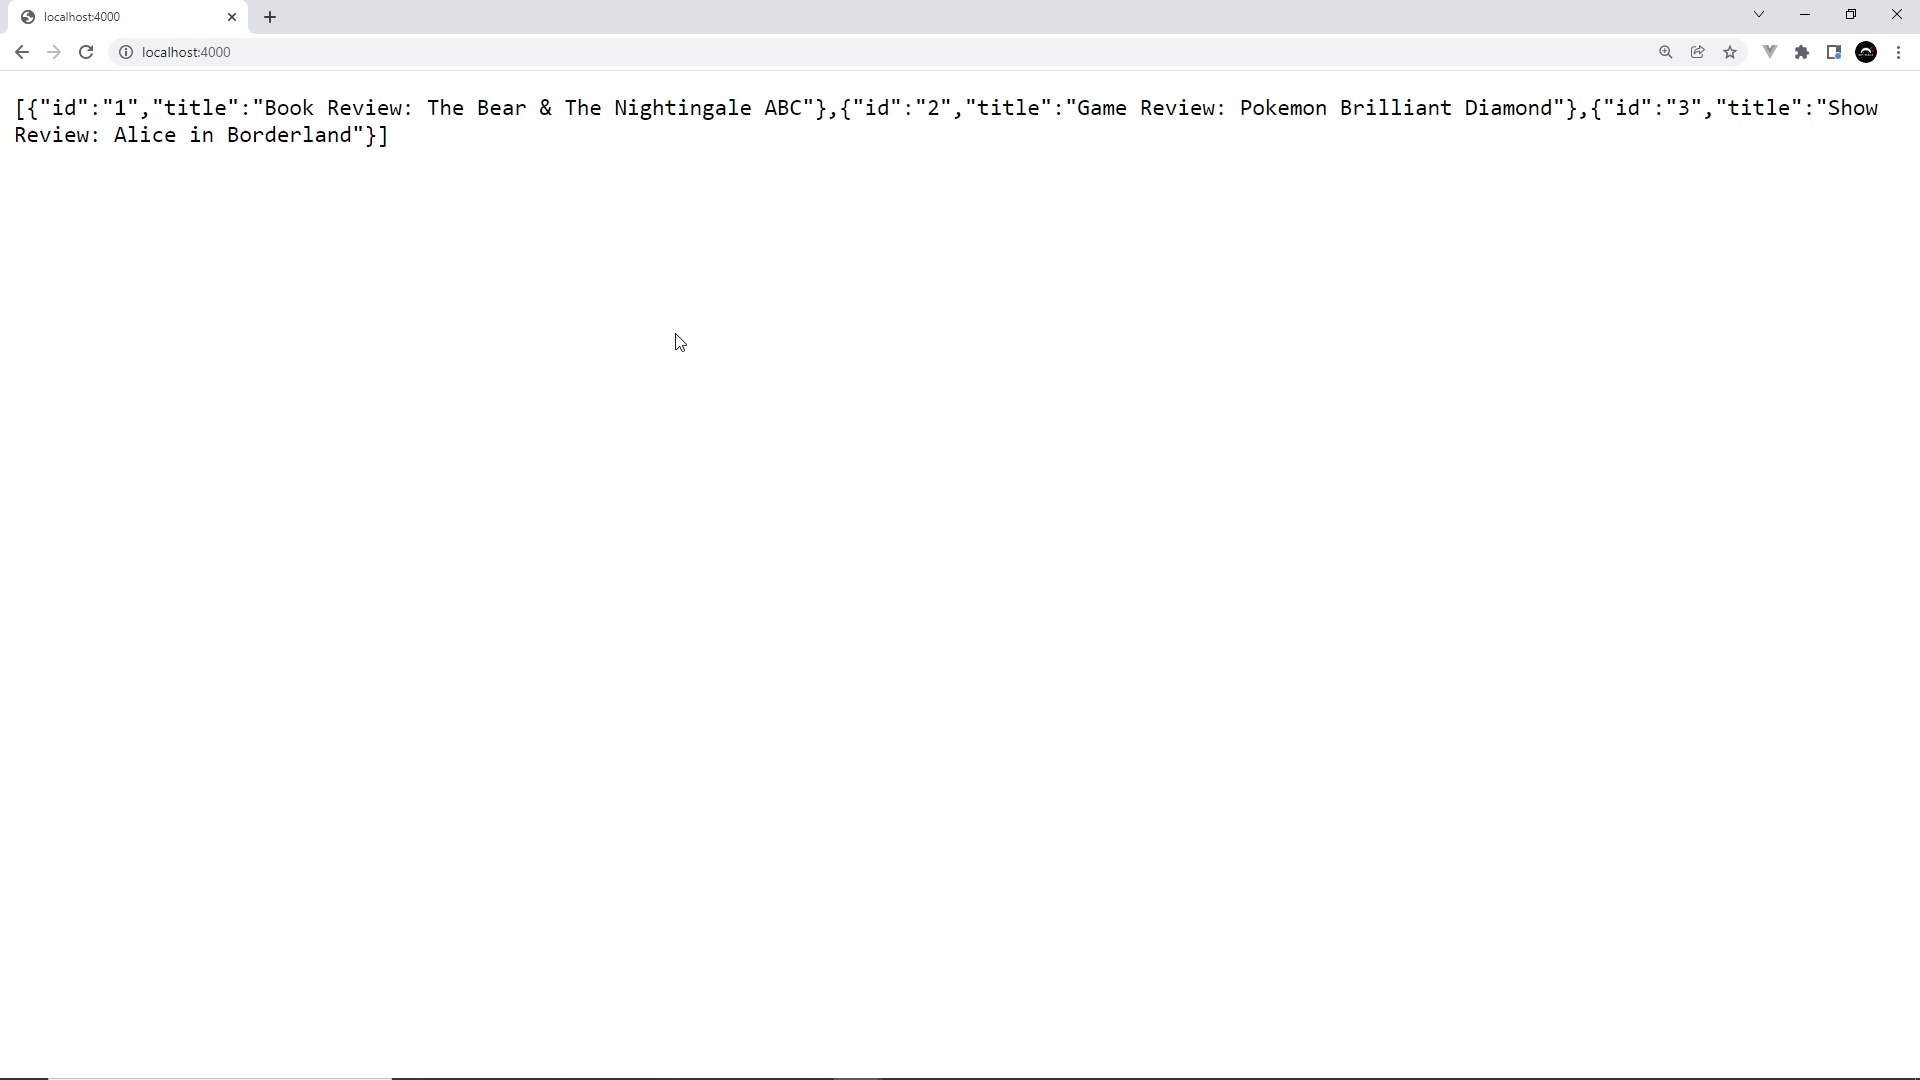 localhost:4000
localhost:4000
[{"id":"1","title":"Book Review: The Bear & The Nightingale ABC"},{"id":"2","title":"Game Review: Pokemon Brilliant Diamond"},{"id":"3","title":"Show
Review: Alice in Borderland"}]